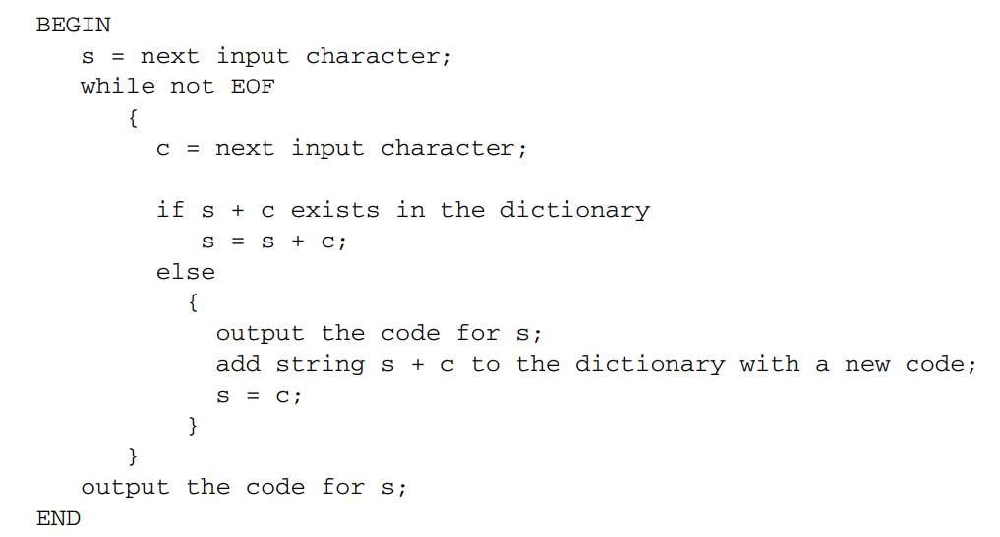 BEGIN
s = next input character;
while not EOF
{
c = next input character;
if s + c exists in the dictionary
s = s + c;
else
{
output the code for s;
add string s + c to the dictionary with a new code;
s = c;
}
}
output the code for s;
END